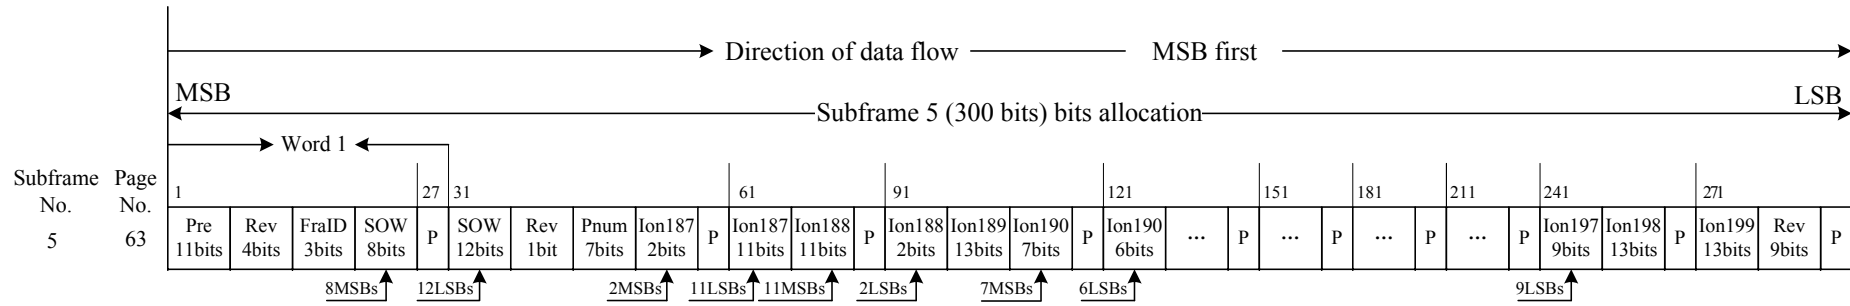 Direction of data flow MSB first
MSB LSB
Subframe 5 (300 bits) bits allocation
Word 1
Subframe Page
No. No.
1 27 31 61 91 121 151 181 211 241 271
5 63
Pre Rev FraID SOW P SOW Rev Pnum Ion187 P Ion187 Ion188 P Ion188 Ion189 Ion190 P Ion190 ... P ... P ... P ... P Ion197 Ion198 P Ion199 Rev P
11bits 4bits 3bits 8bits 12bits 1bit 7bits 2bits 11bits 11bits 2bits 13bits 7bits 6bits 9bits 13bits 13bits 9bits
8MSBs 12LSBs 2MSBs 11LSBs 11MSBs 2LSBs 7MSBs 6LSBs 9LSBs